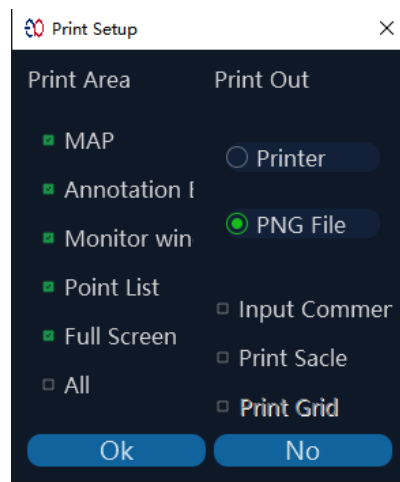 Print Setup
Print Area
MAP
Annotation E
Monitor win
Point List
Full Screen
All
Print Out
Printer
PNG File
Input Commer
Print Sacle
Print Grid
Ok
No